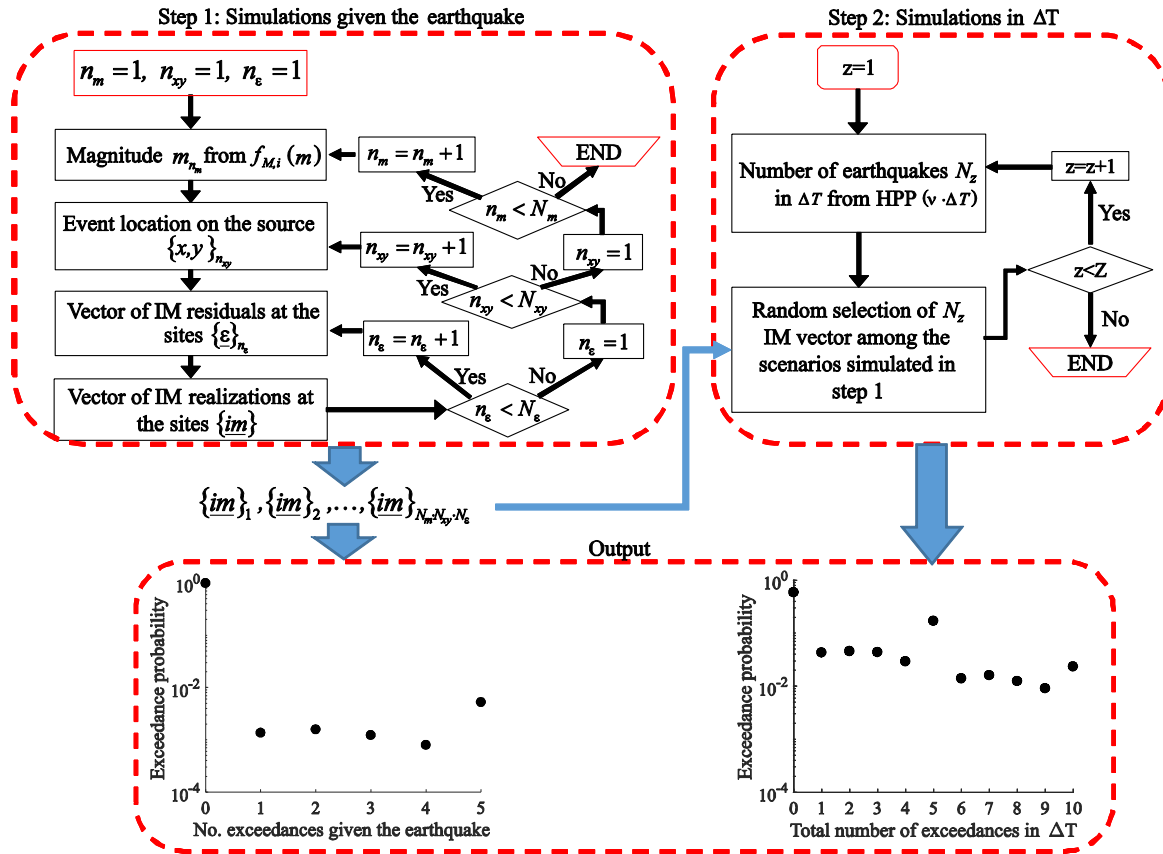 Step 1: Simulations given the earthquake
n_m = 1, n_xy = 1, n_ε = 1
Magnitude m_{n_m} from f_{M,i}(m)
n_m = n_m + 1
END
Yes
No
n_m < N_m
Event location on the source
{x,y}_{n_xy}
n_xy = n_xy + 1
n_xy = 1
Yes
No
n_xy < N_xy
Vector of IM residuals at the
sites {ε}_{n_ε}
n_ε = n_ε + 1
n_ε = 1
Yes
No
n_ε < N_ε
Vector of IM realizations at
the sites {im}
{im}_1, {im}_2, ..., {im}_{N_m·N_xy·N_ε}
Step 2: Simulations in ΔT
z=1
Number of earthquakes N_z
in ΔT from HPP (ν·ΔT)
z=z+1
Yes
z<Z
No
END
Random selection of N_z
IM vector among the
scenarios simulated in
step 1
Output
Exceedance probability
10^0
10^-2
10^-4
0 1 2 3 4 5
No. exceedances given the earthquake
Exceedance probability
10^0
10^-2
10^-4
0 1 2 3 4 5 6 7 8 9 10
Total number of exceedances in ΔT